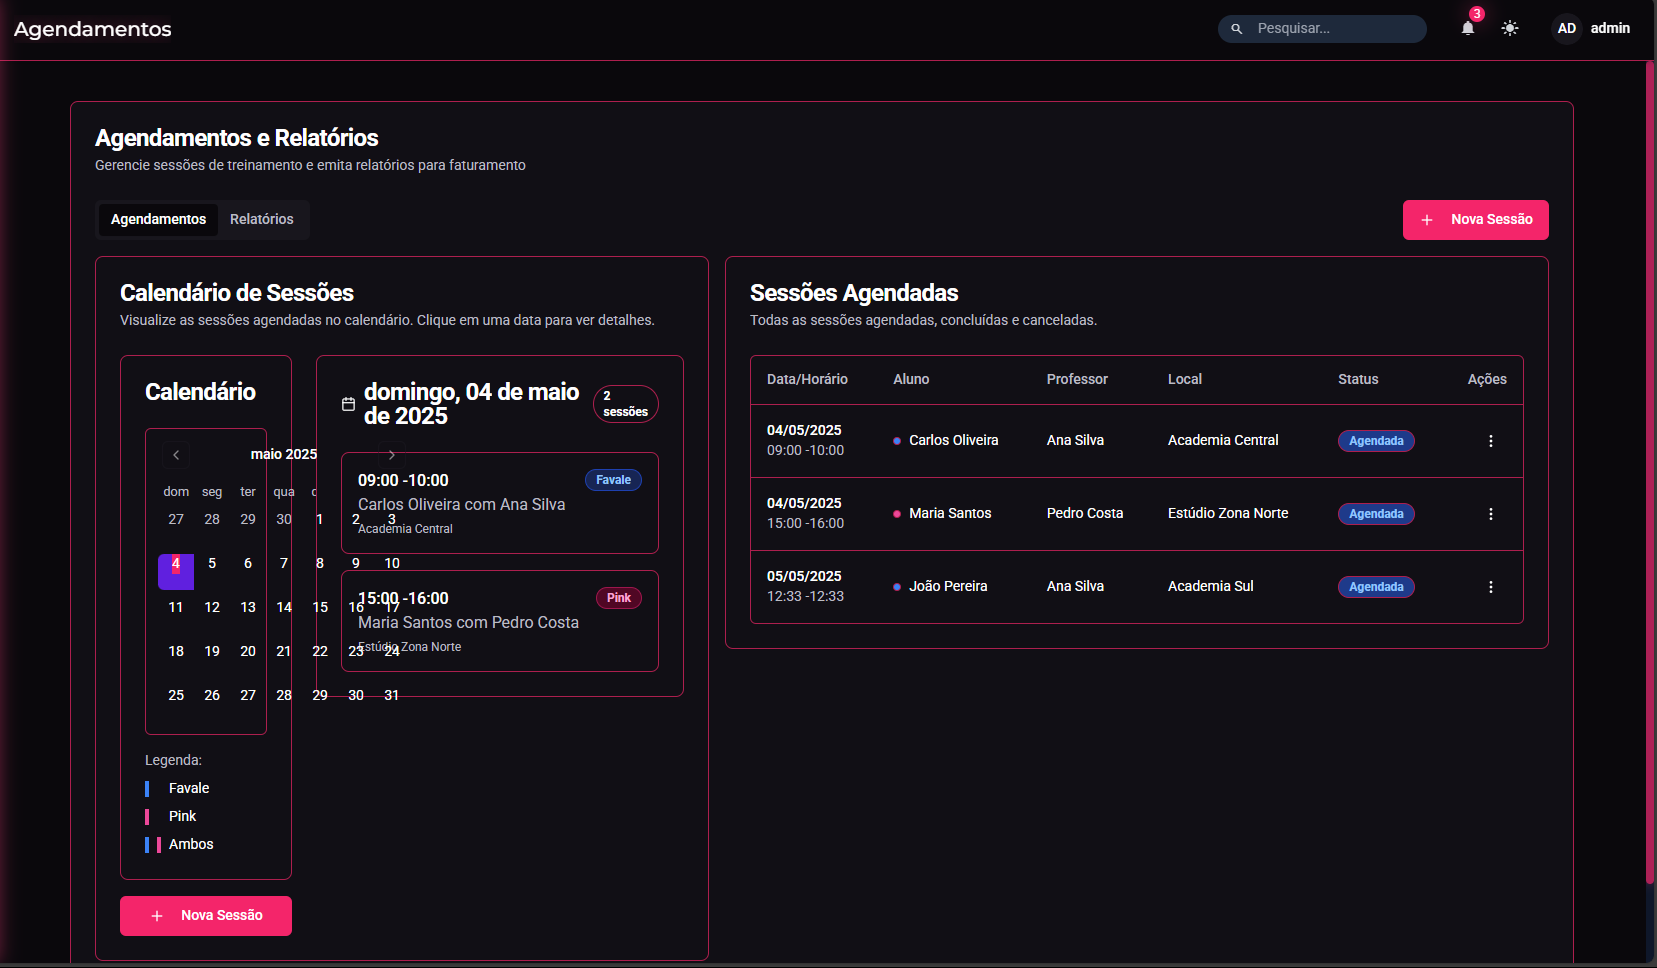 Agendamentos
Pesquisar...
3
AD
admin
Agendamentos e Relatórios
Gerencie sessões de treinamento e emita relatórios para faturamento
Agendamentos
Relatórios
Nova Sessão
Calendário de Sessões
Visualize as sessões agendadas no calendário. Clique em uma data para ver detalhes.
Calendário
maio 2025
dom seg ter qua
27 28 29 30 1 2 3
4 5 6 7 8 9 10
11 12 13 14 15 16 17
18 19 20 21 22 23 24
25 26 27 28 29 30 31
Legenda:
Favale
Pink
Ambos
Nova Sessão
domingo, 04 de maio
de 2025
2
sessões
09:00 -10:00
Favale
Carlos Oliveira com Ana Silva
Academia Central
15:00 -16:00
Pink
Maria Santos com Pedro Costa
Estúdio Zona Norte
Sessões Agendadas
Todas as sessões agendadas, concluídas e canceladas.
Data/Horário Aluno Professor Local Status Ações
04/05/2025
09:00 -10:00
Carlos Oliveira Ana Silva Academia Central Agendada
04/05/2025
15:00 -16:00
Maria Santos Pedro Costa Estúdio Zona Norte Agendada
05/05/2025
12:33 -12:33
João Pereira Ana Silva Academia Sul Agendada